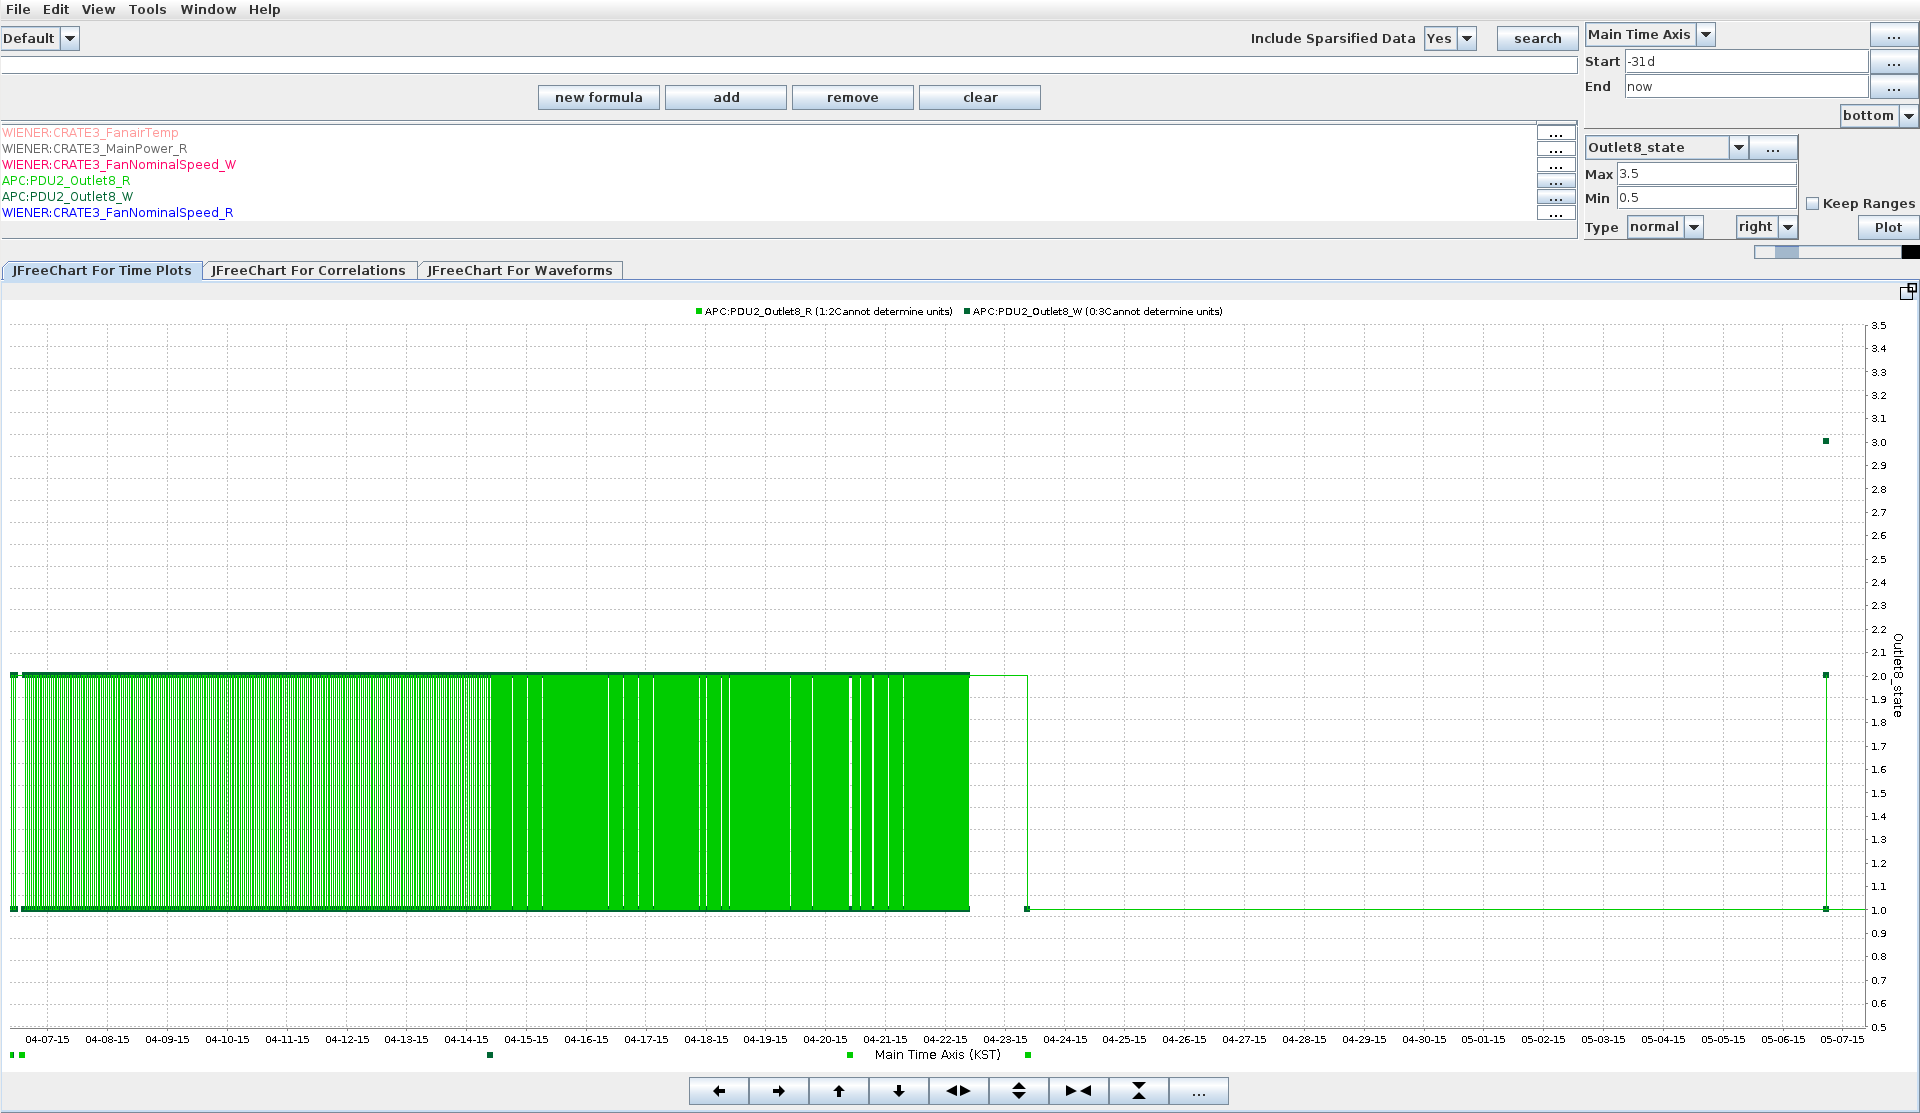 File Edit View Tools Window Help
Default Include Sparsified Data Yes search Main Time Axis ...
Start -31d ...
End now ...
new formula add remove clear
bottom
WIENER:CRATE3_FanairTemp ...
WIENER:CRATE3_MainPower_R ...
WIENER:CRATE3_FanNominalSpeed_W ...
APC:PDU2_Outlet8_R ...
APC:PDU2_Outlet8_W ...
WIENER:CRATE3_FanNominalSpeed_R ...
Outlet8_state ...
Max 3.5
Min 0.5
Keep Ranges
Type normal right Plot
JFreeChart For Time Plots JFreeChart For Correlations JFreeChart For Waveforms
APC:PDU2_Outlet8_R (1:2Cannot determine units) APC:PDU2_Outlet8_W (0:3Cannot determine units)
3.5
3.4
3.3
3.2
3.1
3.0
2.9
2.8
2.7
2.6
2.5
2.4
2.3
2.2
2.1
2.0
1.9
1.8
1.7
1.6
1.5
1.4
1.3
1.2
1.1
1.0
0.9
0.8
0.7
0.6
0.5
Outlet8_state
04-07-15 04-08-15 04-09-15 04-10-15 04-11-15 04-12-15 04-13-15 04-14-15 04-15-15 04-16-15 04-17-15 04-18-15 04-19-15 04-20-15 04-21-15 04-22-15 04-23-15 04-24-15 04-25-15 04-26-15 04-27-15 04-28-15 04-29-15 04-30-15 05-01-15 05-02-15 05-03-15 05-04-15 05-05-15 05-06-15 05-07-15
Main Time Axis (KST)
...